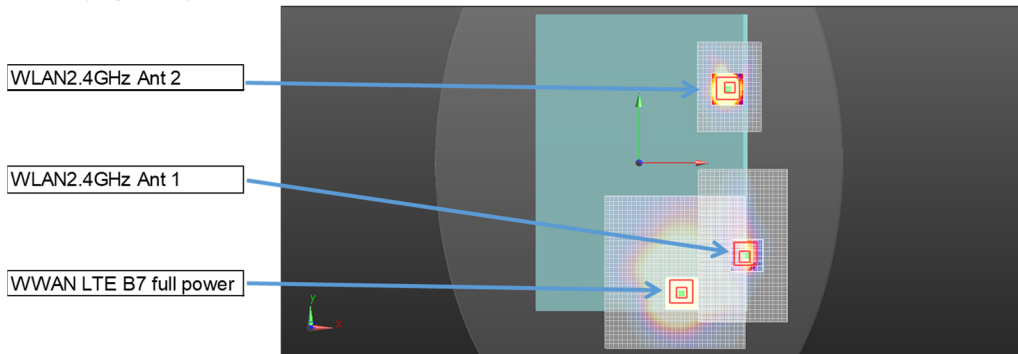 WLAN2.4GHz Ant 2
WLAN2.4GHz Ant 1
WWAN LTE B7 full power
y
x